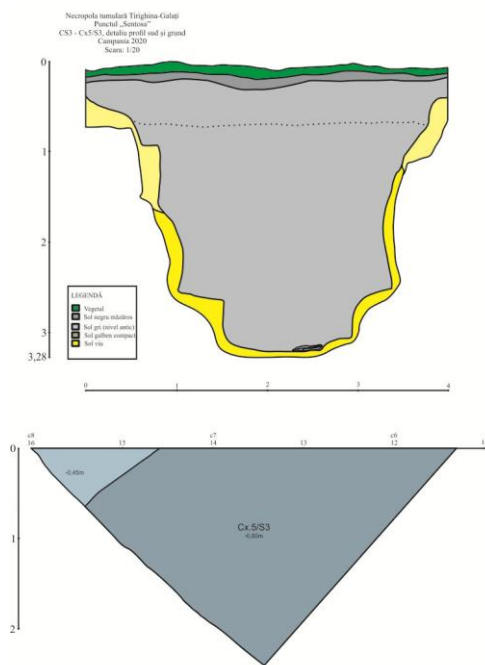 Necropola tumulară Tirighina-Galați
Punctul „Sentosa”
CS3 - Cx5/S3, detaliu profil sud și grund
Campania 2020
Scara: 1/20
0
1
2
3
3,28
LEGENDĂ
Vegetal
Sol negru măzăros
Sol gri (nivel antic)
Sol galben compact
Sol viu
0 1 2 3 4
c8 c7 c6
16 15 14 13 12
0
-0,45m
Cx.5/S3
-0,80m
1
2